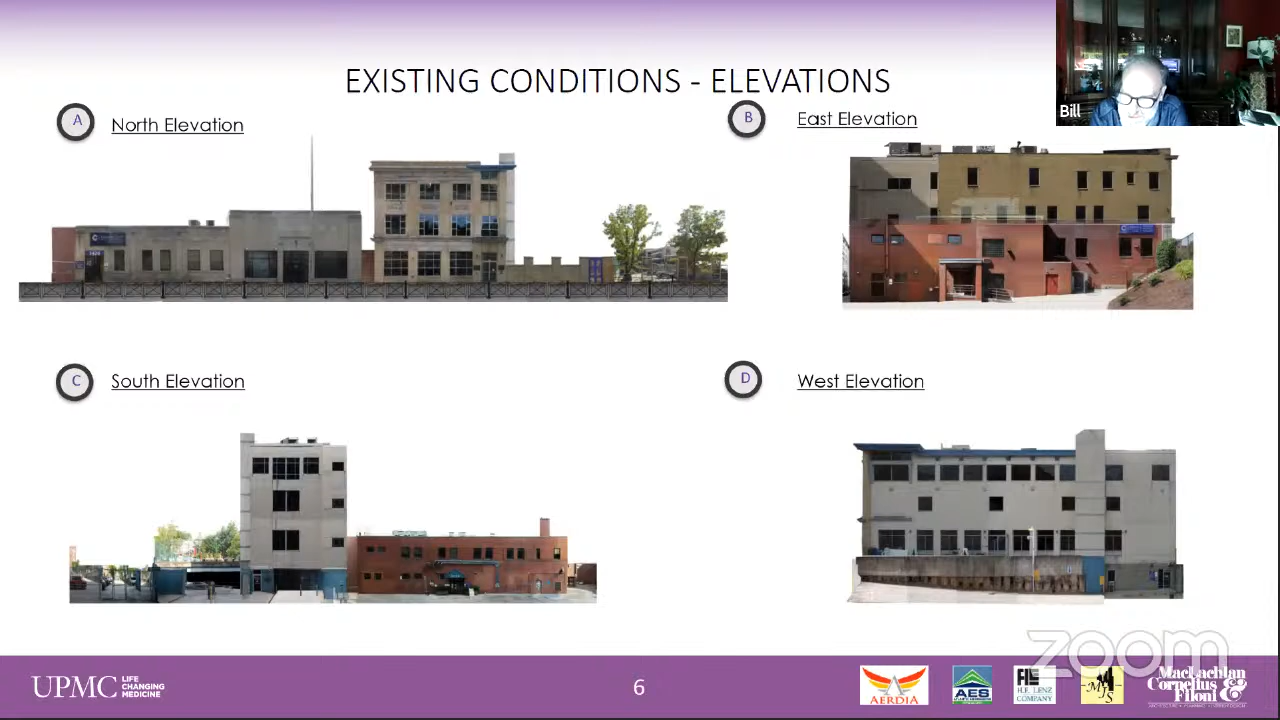 EXISTING CONDITIONS - ELEVATIONS
Bill
A
North Elevation
B
East Elevation
C
South Elevation
D
West Elevation
zoom
UPMC LIFE CHANGING MEDICINE
6
AERDIA
AES
H.F. LENZ COMPANY
MJS
MacLachlan
Cornelius &
Filoni